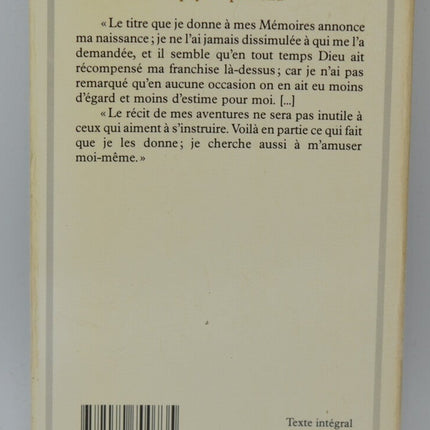 « Le titre que je donne à mes Mémoires annonce
ma naissance ; je ne l'ai jamais dissimulée à qui me l'a
demandée, et il semble qu'en tout temps Dieu ait
récompensé ma franchise là-dessus ; car je n'ai pas
remarqué qu'en aucune occasion on en ait eu moins
d'égard et moins d'estime pour moi. [...]
« Le récit de mes aventures ne sera pas inutile à
ceux qui aiment à s'instruire. Voilà en partie ce qui fait
que je les donne ; je cherche aussi à m'amuser
moi-même. »
Texte intégral